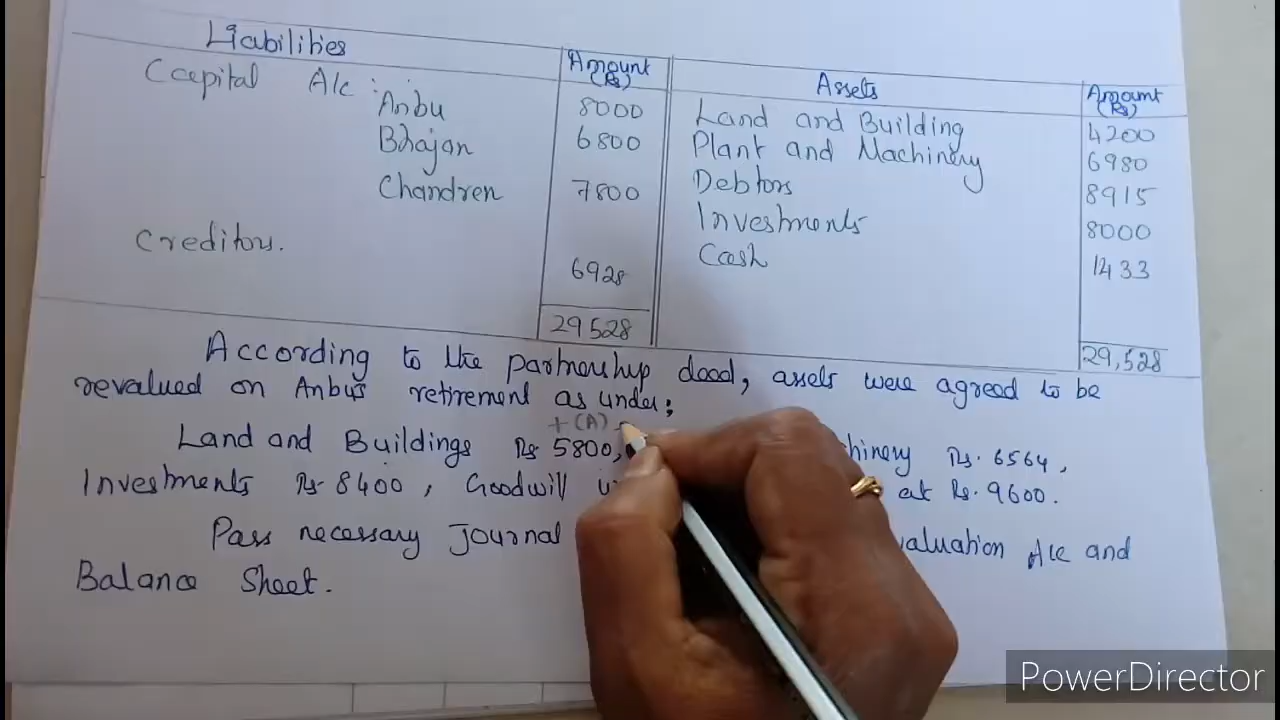 Liabilities Amount (Rs) Assets Amount (Rs)
Capital A/c : Anbu 8000 Land and Building 4200
Bhajan 6800 Plant and Machinery 6980
Chandren 7800 Debtors 8915
Investments 8000
Creditors. 6928 Cash 1433
29528 29,528
According to the partnership deed, assets were agreed to be
revalued on Anbu's retirement as under;
+(A)
Land and Buildings Rs 5800, hinery Rs. 6564,
Investments Rs 8400, Goodwill at Rs. 9600.
Pass necessary Journal valuation A/c and
Balance Sheet.
PowerDirector